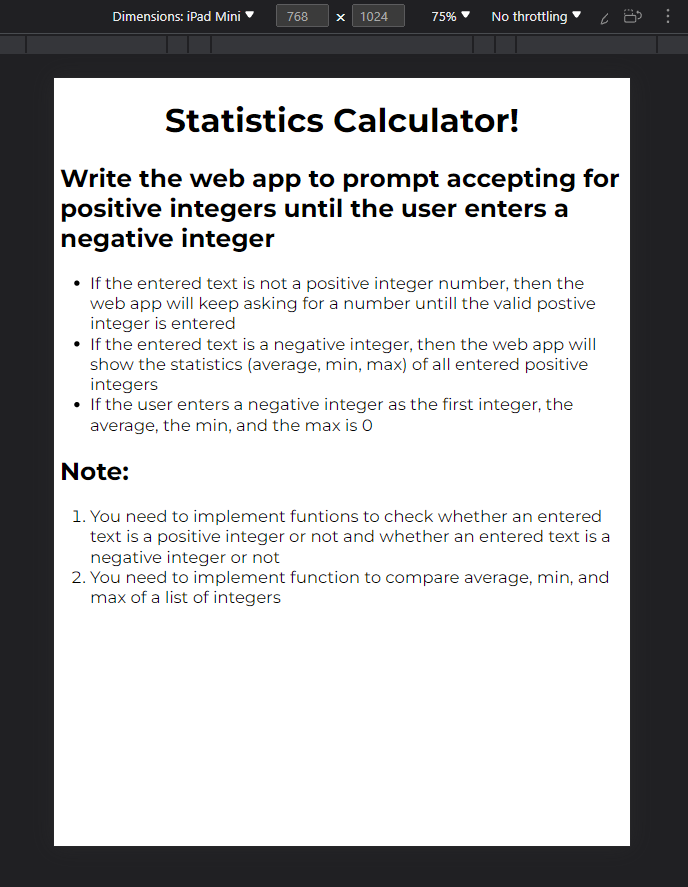 Dimensions: iPad Mini 768 × 1024 75% No throttling
Statistics Calculator!
Write the web app to prompt accepting for
positive integers until the user enters a
negative integer
• If the entered text is not a positive integer number, then the
web app will keep asking for a number untill the valid postive
integer is entered
• If the entered text is a negative integer, then the web app will
show the statistics (average, min, max) of all entered positive
integers
• If the user enters a negative integer as the first integer, the
average, the min, and the max is 0
Note:
1. You need to implement funtions to check whether an entered
text is a positive integer or not and whether an entered text is a
negative integer or not
2. You need to implement function to compare average, min, and
max of a list of integers